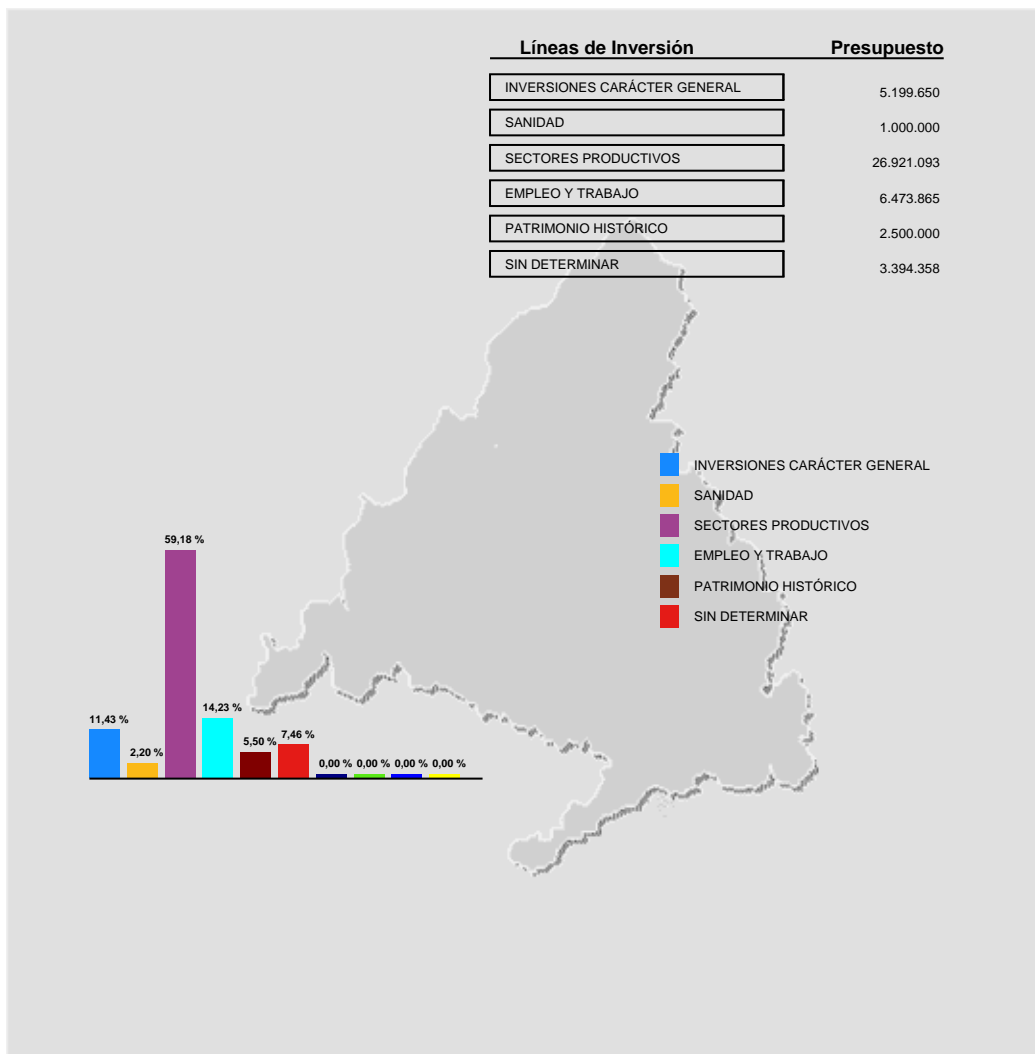 Líneas de Inversión Presupuesto
INVERSIONES CARÁCTER GENERAL 5.199.650
SANIDAD 1.000.000
SECTORES PRODUCTIVOS 26.921.093
EMPLEO Y TRABAJO 6.473.865
PATRIMONIO HISTÓRICO 2.500.000
SIN DETERMINAR 3.394.358
INVERSIONES CARÁCTER GENERAL
SANIDAD
SECTORES PRODUCTIVOS
EMPLEO Y TRABAJO
PATRIMONIO HISTÓRICO
SIN DETERMINAR
11,43 %
2,20 %
59,18 %
14,23 %
5,50 %
7,46 %
0,00 %
0,00 %
0,00 %
0,00 %